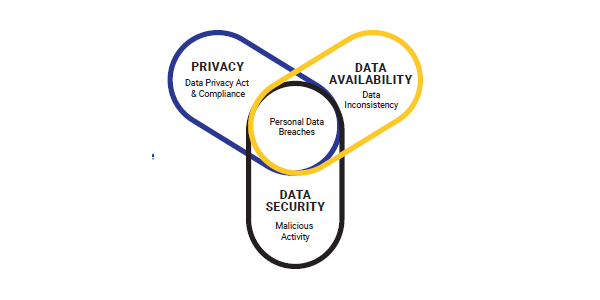 PRIVACY
Data Privacy Act
& Compliance
DATA
AVAILABILITY
Data
Inconsistency
Personal Data
Breaches
DATA
SECURITY
Malicious
Activity